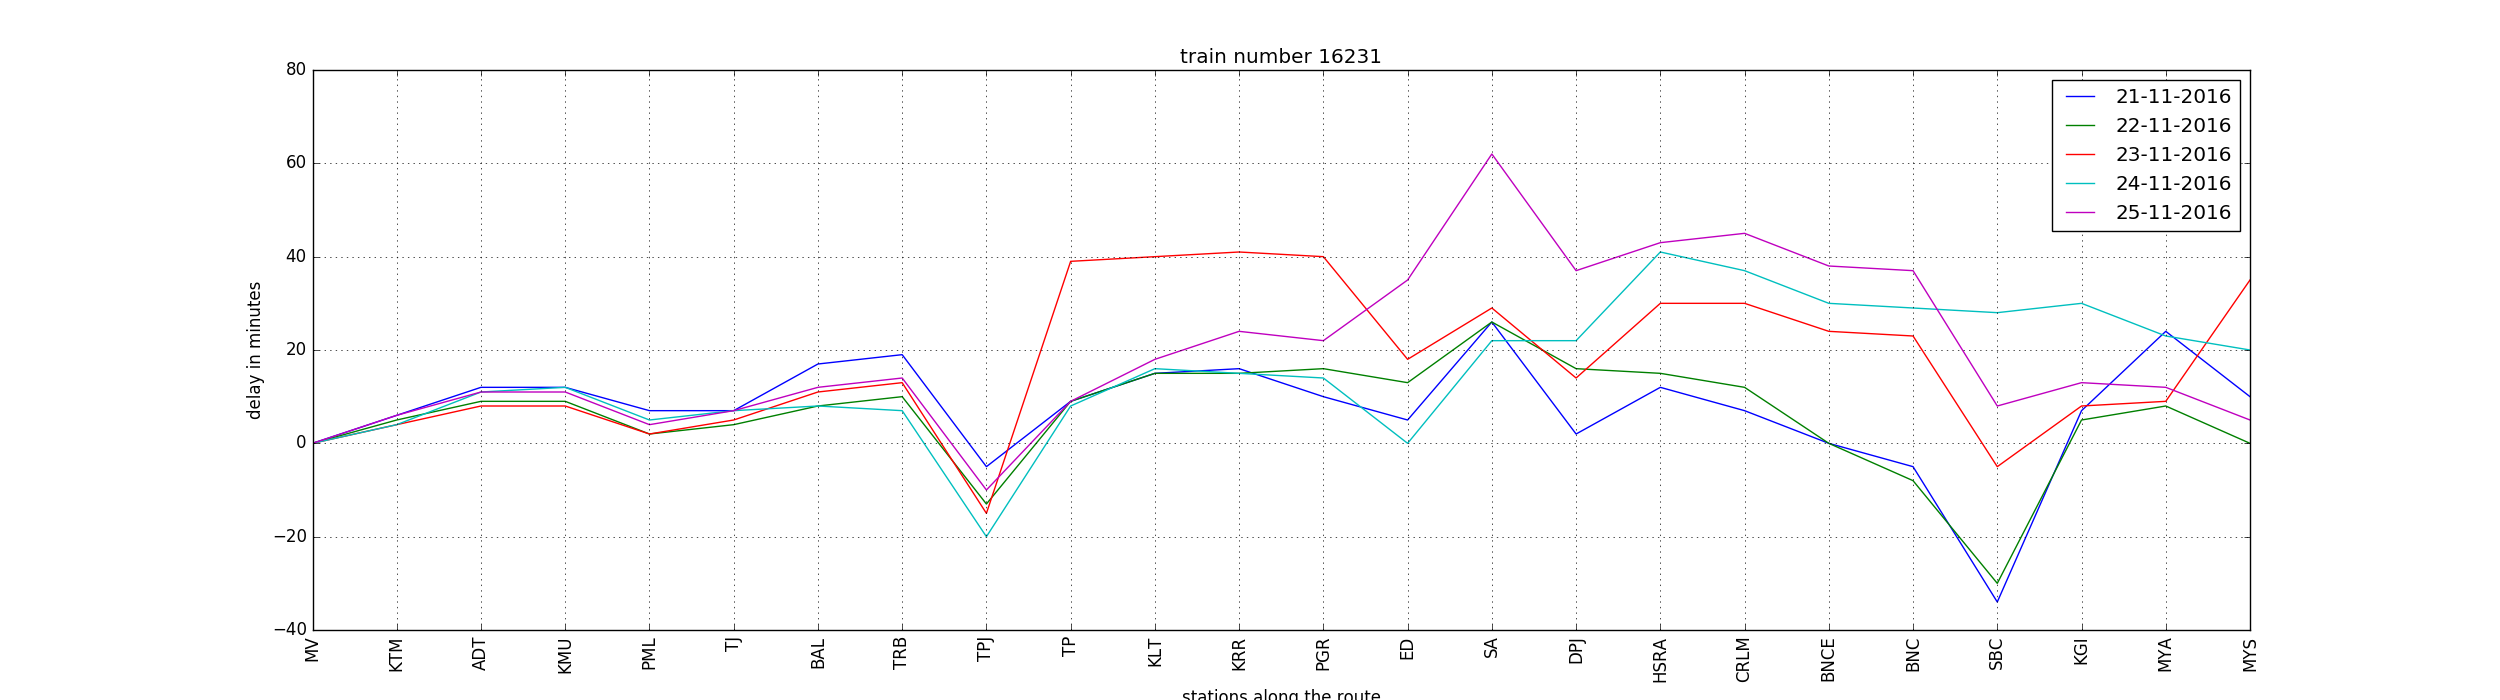 train number 16231
80
60
40
20
0
−20
−40
delay in minutes
21-11-2016
22-11-2016
23-11-2016
24-11-2016
25-11-2016
MV
KTM
ADT
KMU
PML
TJ
BAL
TRB
TPJ
TP
KLT
KRR
PGR
ED
SA
DPJ
HSRA
CRLM
BNCE
BNC
SBC
KGI
MYA
MYS
stations along the route